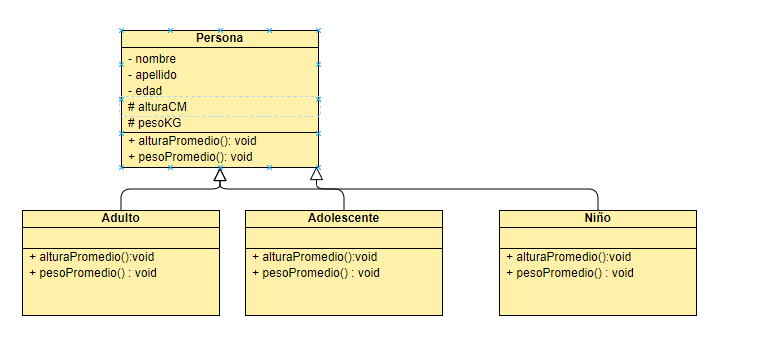 Persona
- nombre
- apellido
- edad
# alturaCM
# pesoKG
+ alturaPromedio(): void
+ pesoPromedio(): void
Adulto
+ alturaPromedio():void
+ pesoPromedio() : void
Adolescente
+ alturaPromedio():void
+ pesoPromedio() : void
Niño
+ alturaPromedio():void
+ pesoPromedio() : void